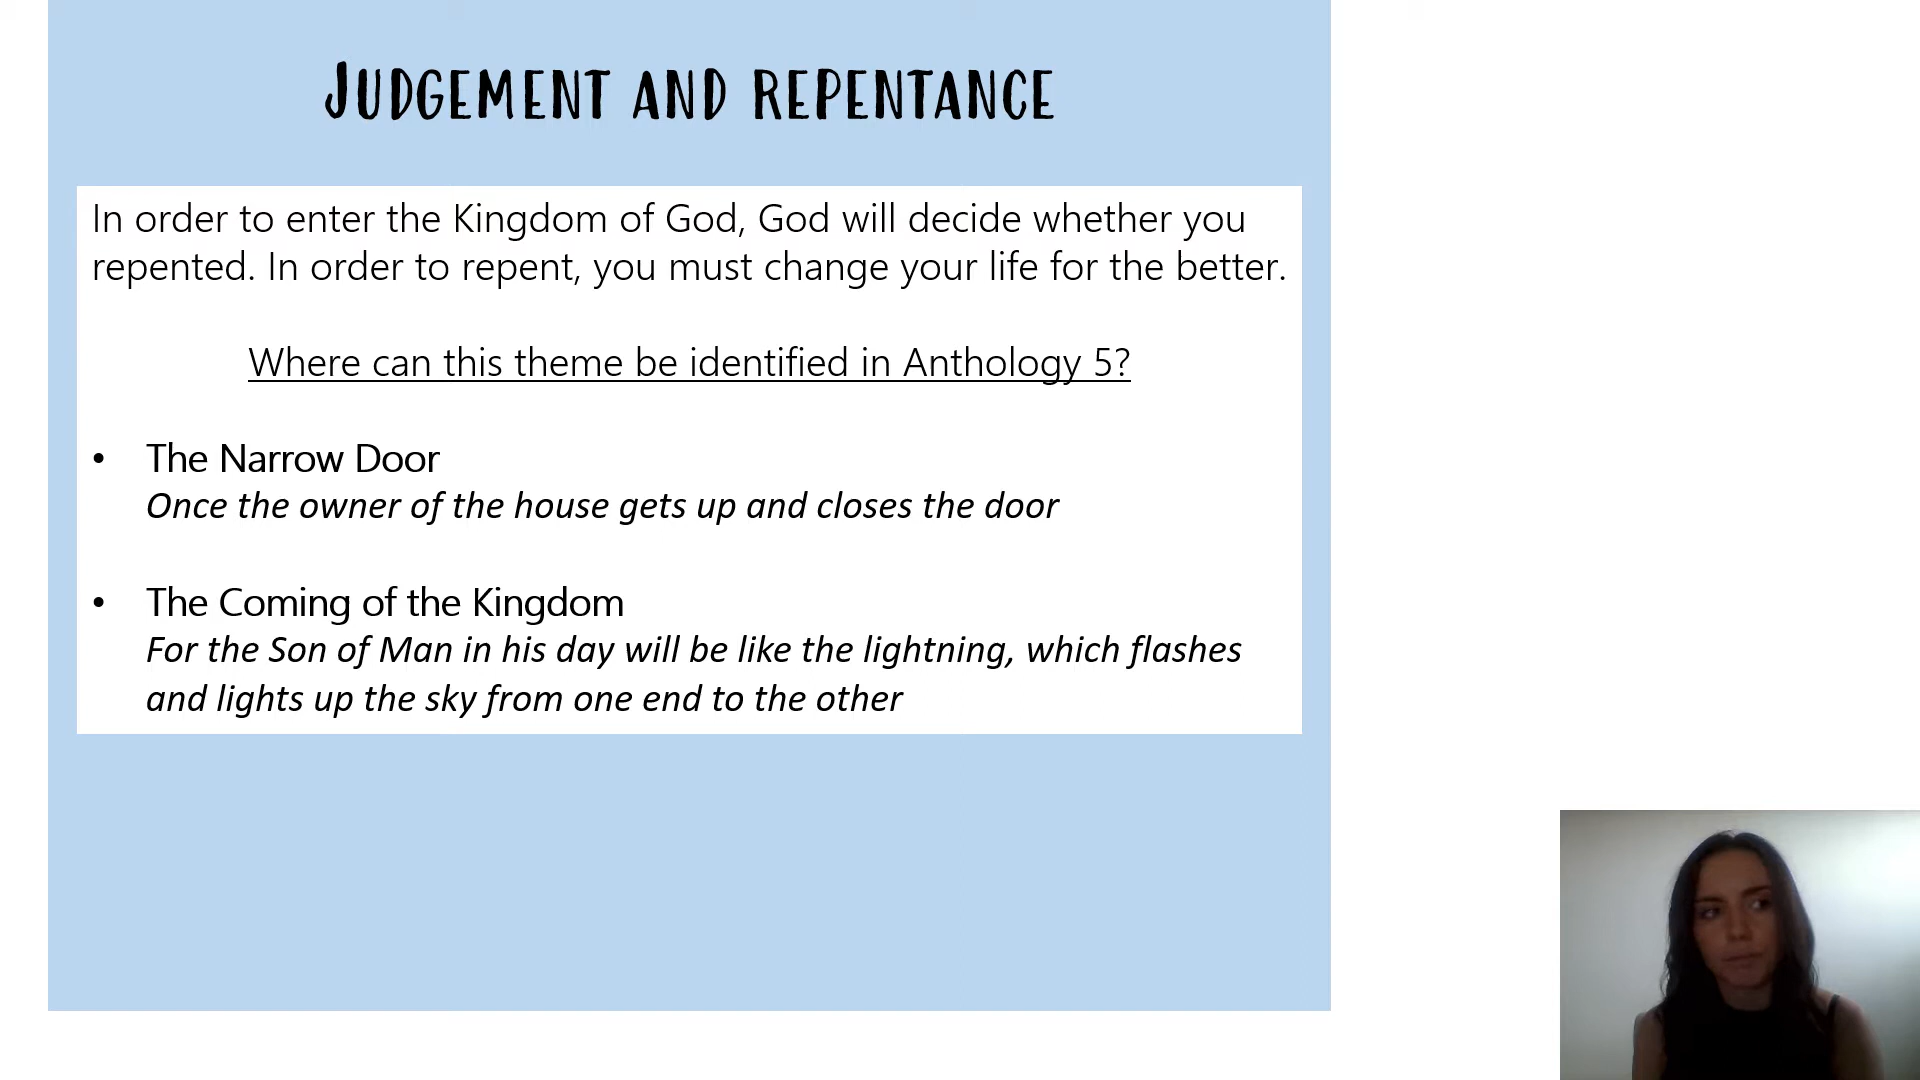 JUDGEMENT AND REPENTANCE
In order to enter the Kingdom of God, God will decide whether you
repented. In order to repent, you must change your life for the better.
Where can this theme be identified in Anthology 5?
• The Narrow Door
Once the owner of the house gets up and closes the door
• The Coming of the Kingdom
For the Son of Man in his day will be like the lightning, which flashes
and lights up the sky from one end to the other